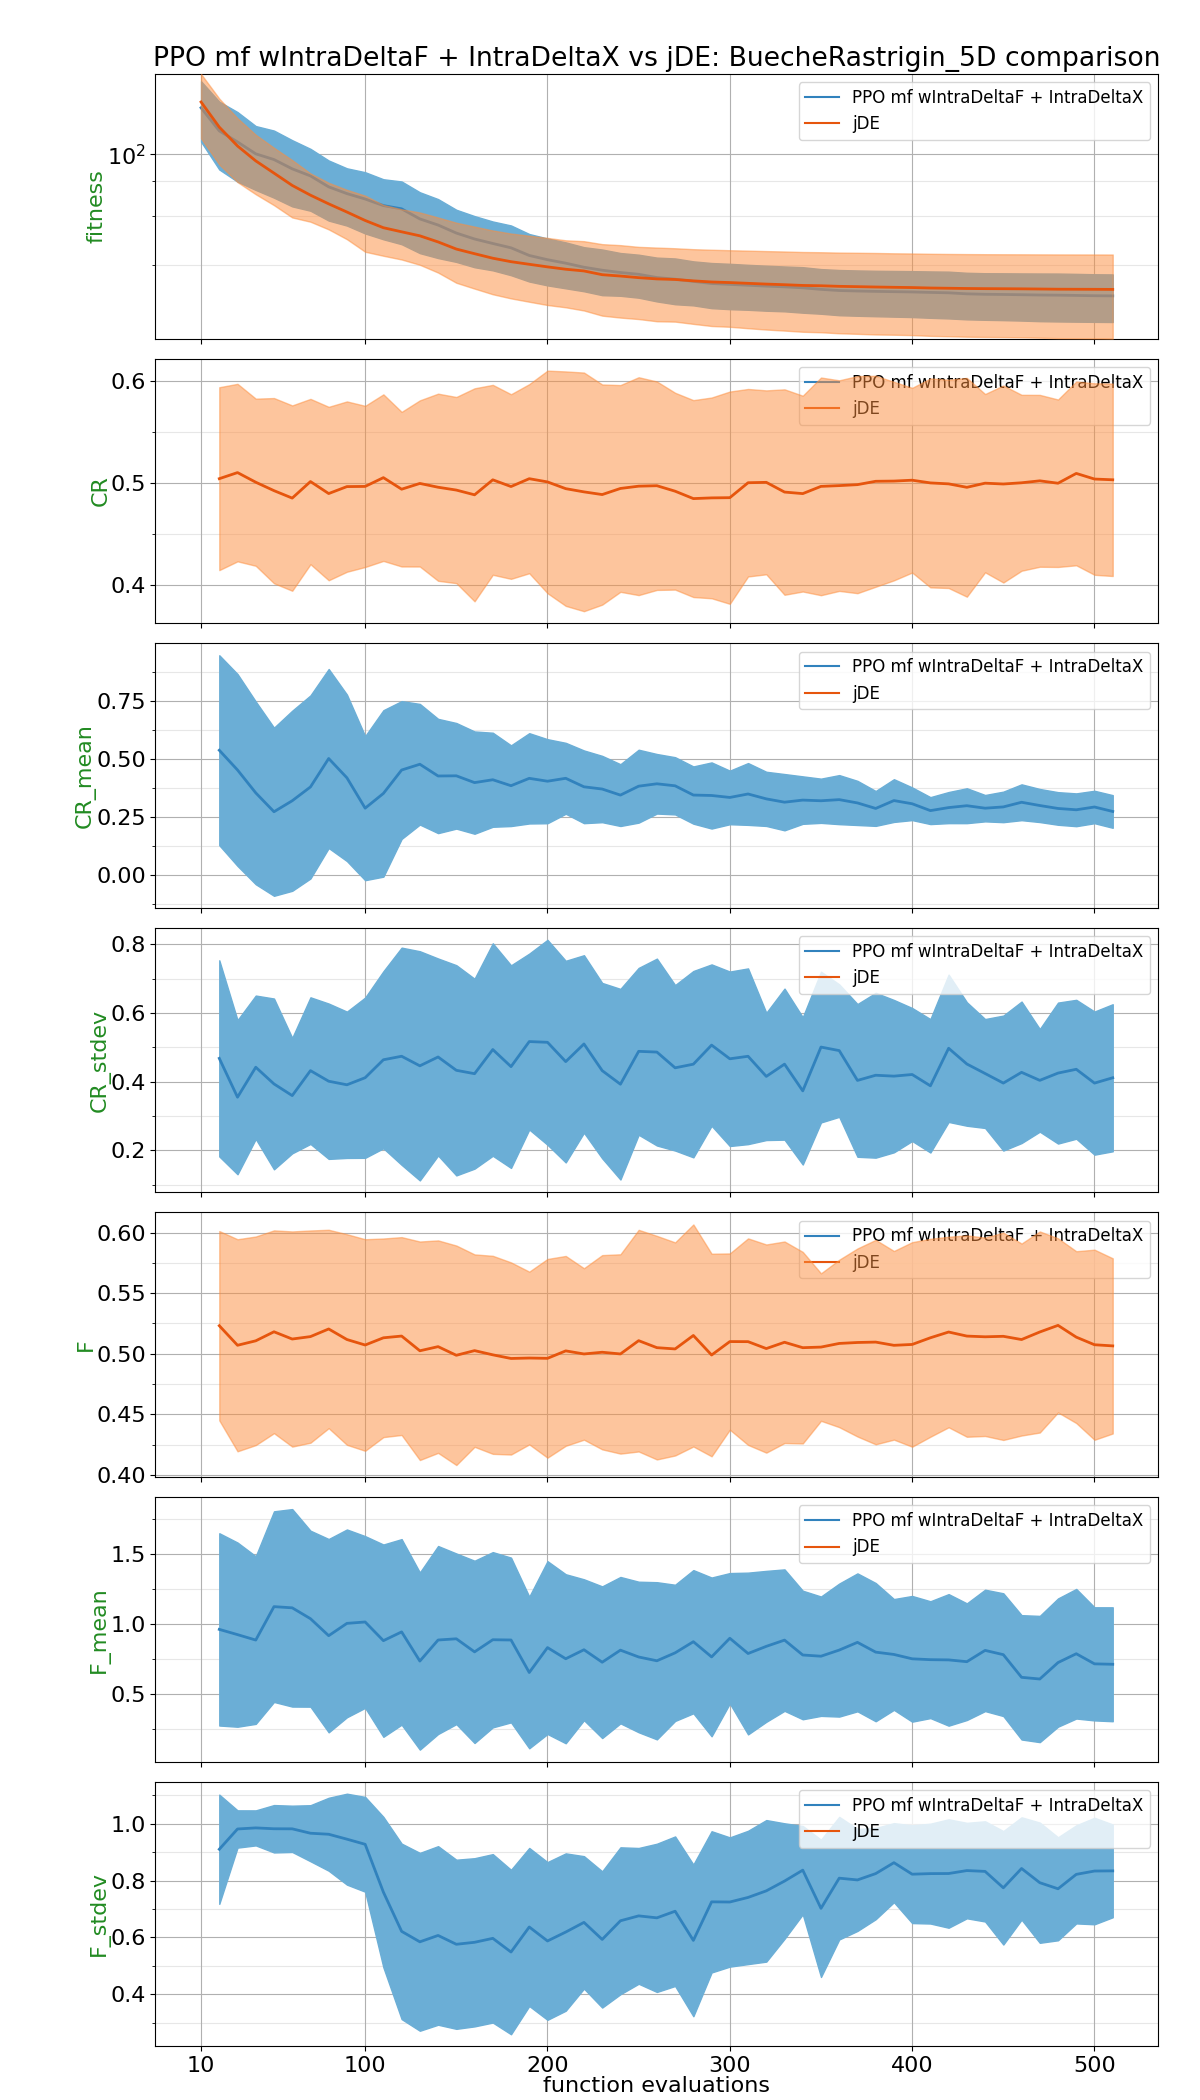 PPO mf wIntraDeltaF + IntraDeltaX vs jDE: BuecheRastrigin_5D comparison
PPO mf wIntraDeltaF + IntraDeltaX
jDE
10²
fitness
PPO mf wIntraDeltaF + IntraDeltaX
jDE
0.6
0.5
0.4
CR
PPO mf wIntraDeltaF + IntraDeltaX
jDE
0.75
0.50
0.25
0.00
CR_mean
PPO mf wIntraDeltaF + IntraDeltaX
jDE
0.8
0.6
0.4
0.2
CR_stdev
PPO mf wIntraDeltaF + IntraDeltaX
jDE
0.60
0.55
0.50
0.45
0.40
F
PPO mf wIntraDeltaF + IntraDeltaX
jDE
1.5
1.0
0.5
F_mean
PPO mf wIntraDeltaF + IntraDeltaX
jDE
1.0
0.8
0.6
0.4
F_stdev
10 100 200 300 400 500
function evaluations